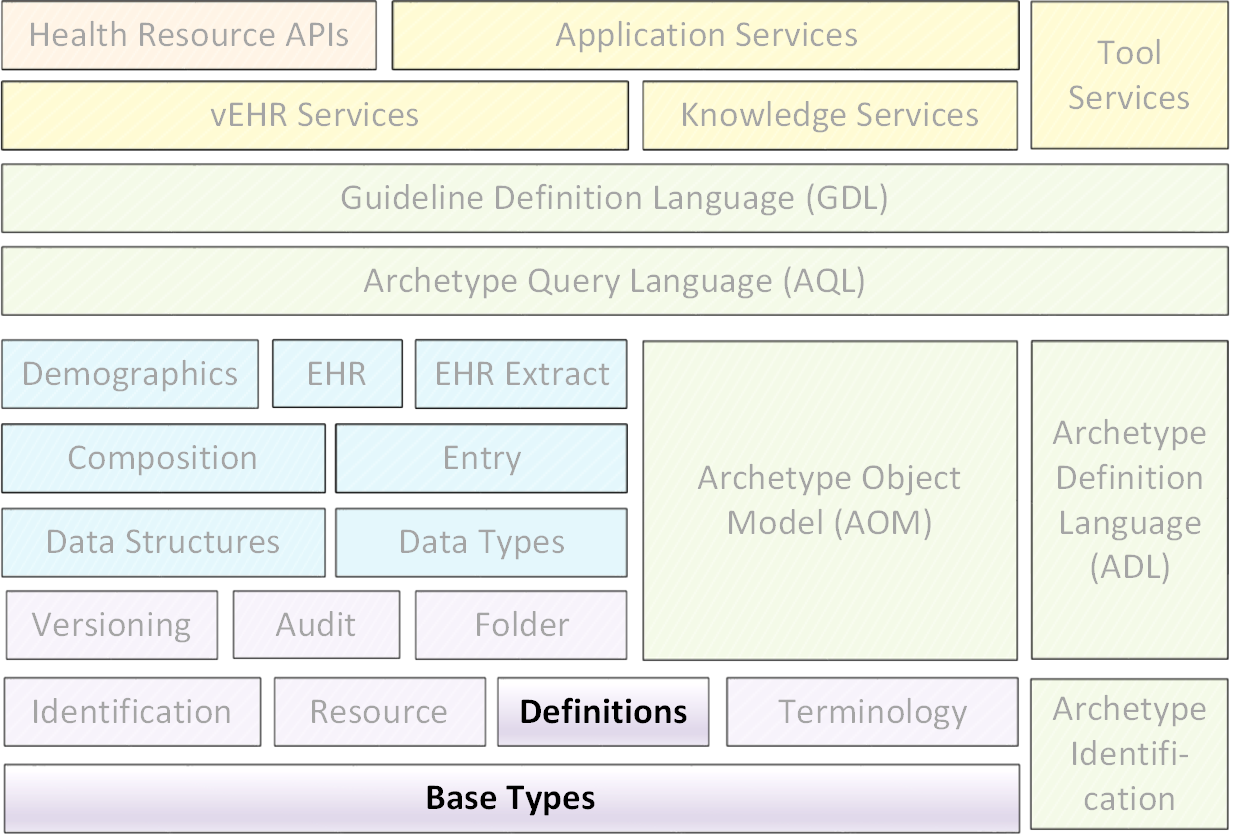 Health Resource APIs
Application Services
Tool
Services
vEHR Services
Knowledge Services
Guideline Definition Language (GDL)
Archetype Query Language (AQL)
Demographics
EHR
EHR Extract
Composition
Entry
Data Structures
Data Types
Versioning
Audit
Folder
Archetype Object
Model (AOM)
Archetype
Definition
Language
(ADL)
Identification
Resource
Definitions
Terminology
Base Types
Archetype
Identifi-
cation